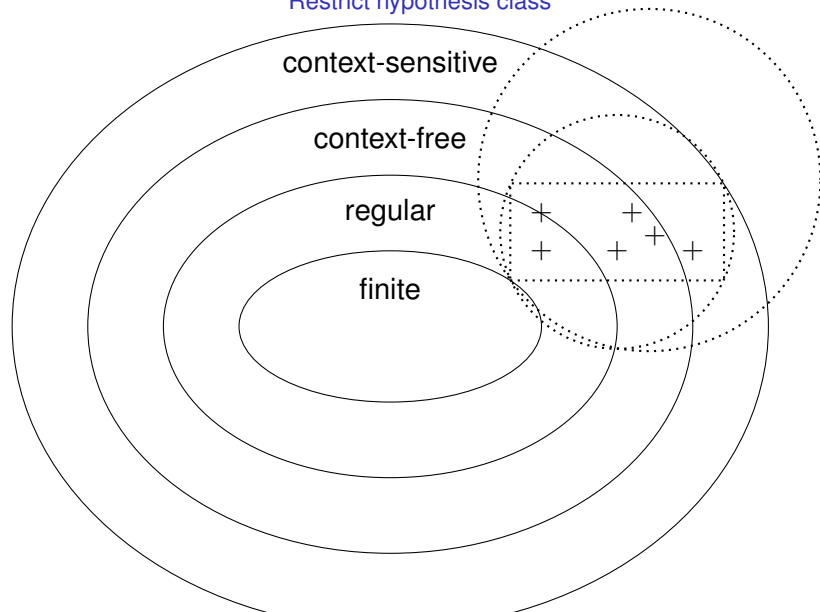 Restrict hypothesis class
context-sensitive
context-free
regular
finite